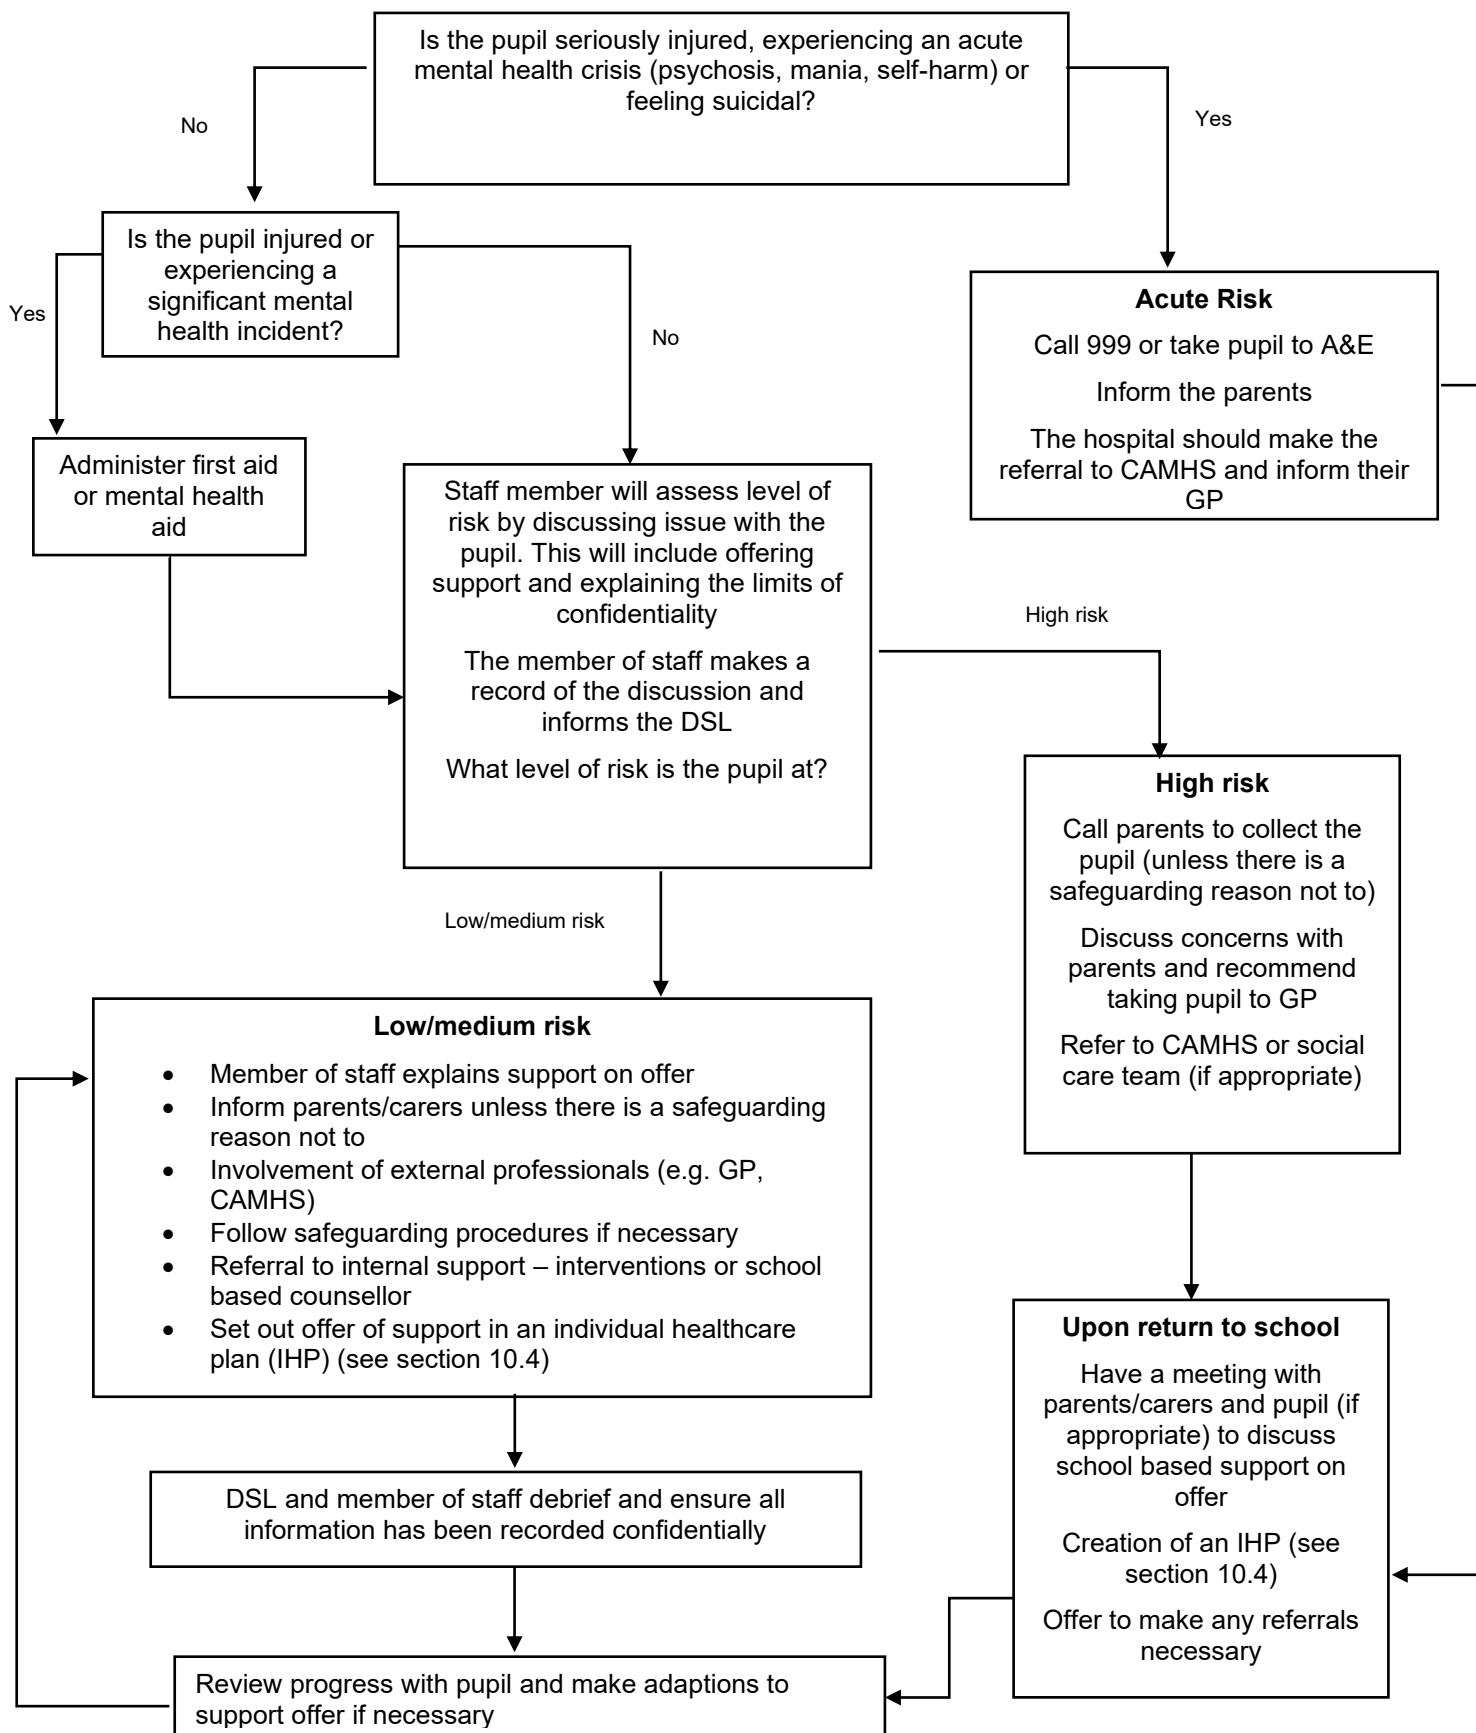 Is the pupil seriously injured, experiencing an acute
mental health crisis (psychosis, mania, self-harm) or
feeling suicidal?
No
Yes
Is the pupil injured or
experiencing a
significant mental
health incident?
Yes
No
Acute Risk
Call 999 or take pupil to A&E
Inform the parents
The hospital should make the
referral to CAMHS and inform their
GP
Administer first aid
or mental health
aid
Staff member will assess level of
risk by discussing issue with the
pupil. This will include offering
support and explaining the limits of
confidentiality
The member of staff makes a
record of the discussion and
informs the DSL
What level of risk is the pupil at?
High risk
Low/medium risk
High risk
Call parents to collect the
pupil (unless there is a
safeguarding reason not to)
Discuss concerns with
parents and recommend
taking pupil to GP
Refer to CAMHS or social
care team (if appropriate)
Low/medium risk
• Member of staff explains support on offer
• Inform parents/carers unless there is a safeguarding
reason not to
• Involvement of external professionals (e.g. GP,
CAMHS)
• Follow safeguarding procedures if necessary
• Referral to internal support – interventions or school
based counsellor
• Set out offer of support in an individual healthcare
plan (IHP) (see section 10.4)
Upon return to school
Have a meeting with
parents/carers and pupil (if
appropriate) to discuss
school based support on
offer
Creation of an IHP (see
section 10.4)
Offer to make any referrals
necessary
DSL and member of staff debrief and ensure all
information has been recorded confidentially
Review progress with pupil and make adaptions to
support offer if necessary